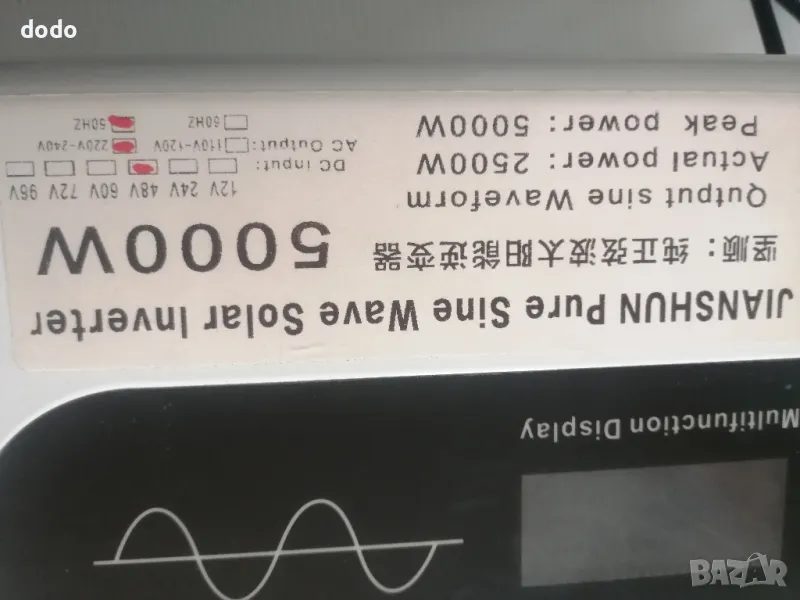 dodo
JIANSHUN Pure Sine Wave Solar Inverter
坚顺：纯正弦波太阳能逆变器 5000W
Qutput sine Waveform
Actual power: 2500W
Peak power: 5000W
12V 24V 48V 60V 72V 96V
DC input:
AC Output: 110V-120V 220V-240V
60HZ 50HZ
Multifunction Display
BAZAR